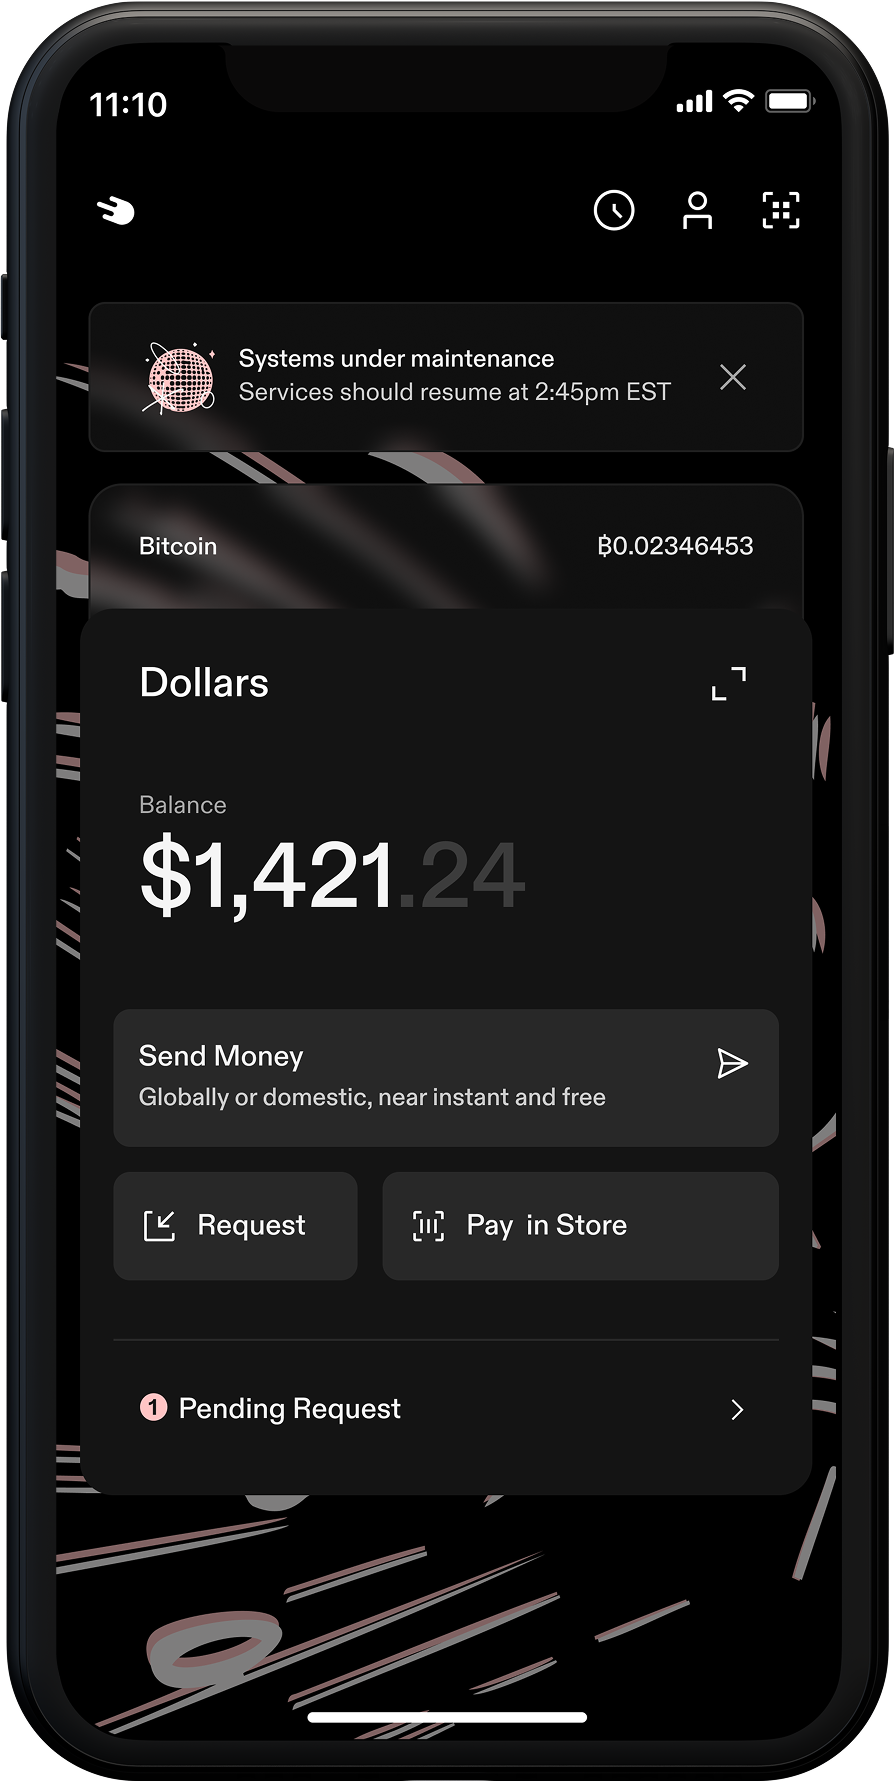 11:10
Systems under maintenance
Services should resume at 2:45pm EST
Bitcoin ฿0.02346453
Dollars
Balance
$1,421.24
Send Money
Globally or domestic, near instant and free
Request Pay in Store
1 Pending Request